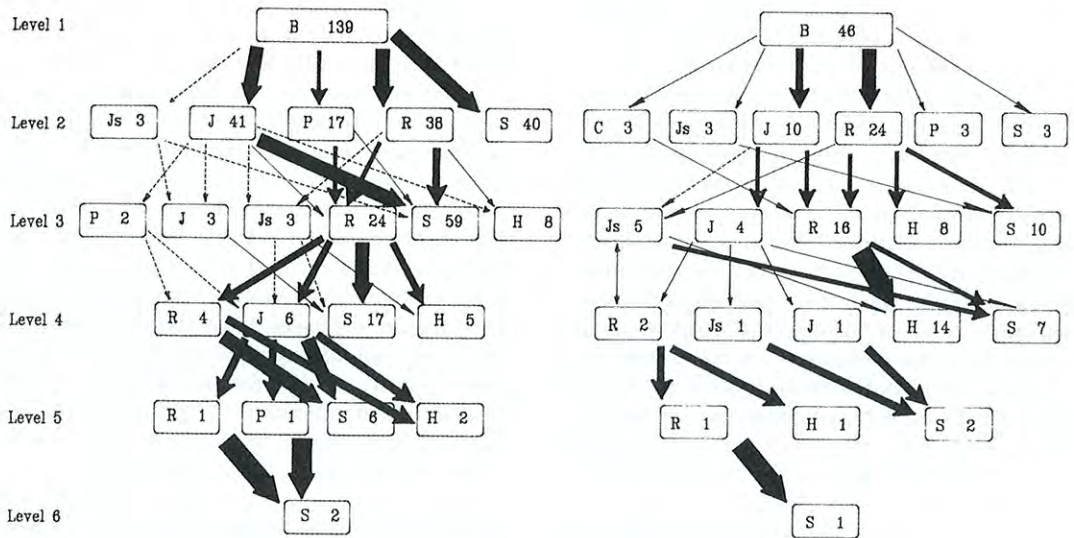 Level 1 B 139 B 46
Level 2 Js 3 J 41 P 17 R 38 S 40 C 3 Js 3 J 10 R 24 P 3 S 3
Level 3 P 2 J 3 Js 3 R 24 S 59 H 8 Js 5 J 4 R 16 H 8 S 10
Level 4 R 4 J 6 S 17 H 5 R 2 Js 1 J 1 H 14 S 7
Level 5 R 1 P 1 S 6 H 2 R 1 H 1 S 2
Level 6 S 2 S 1